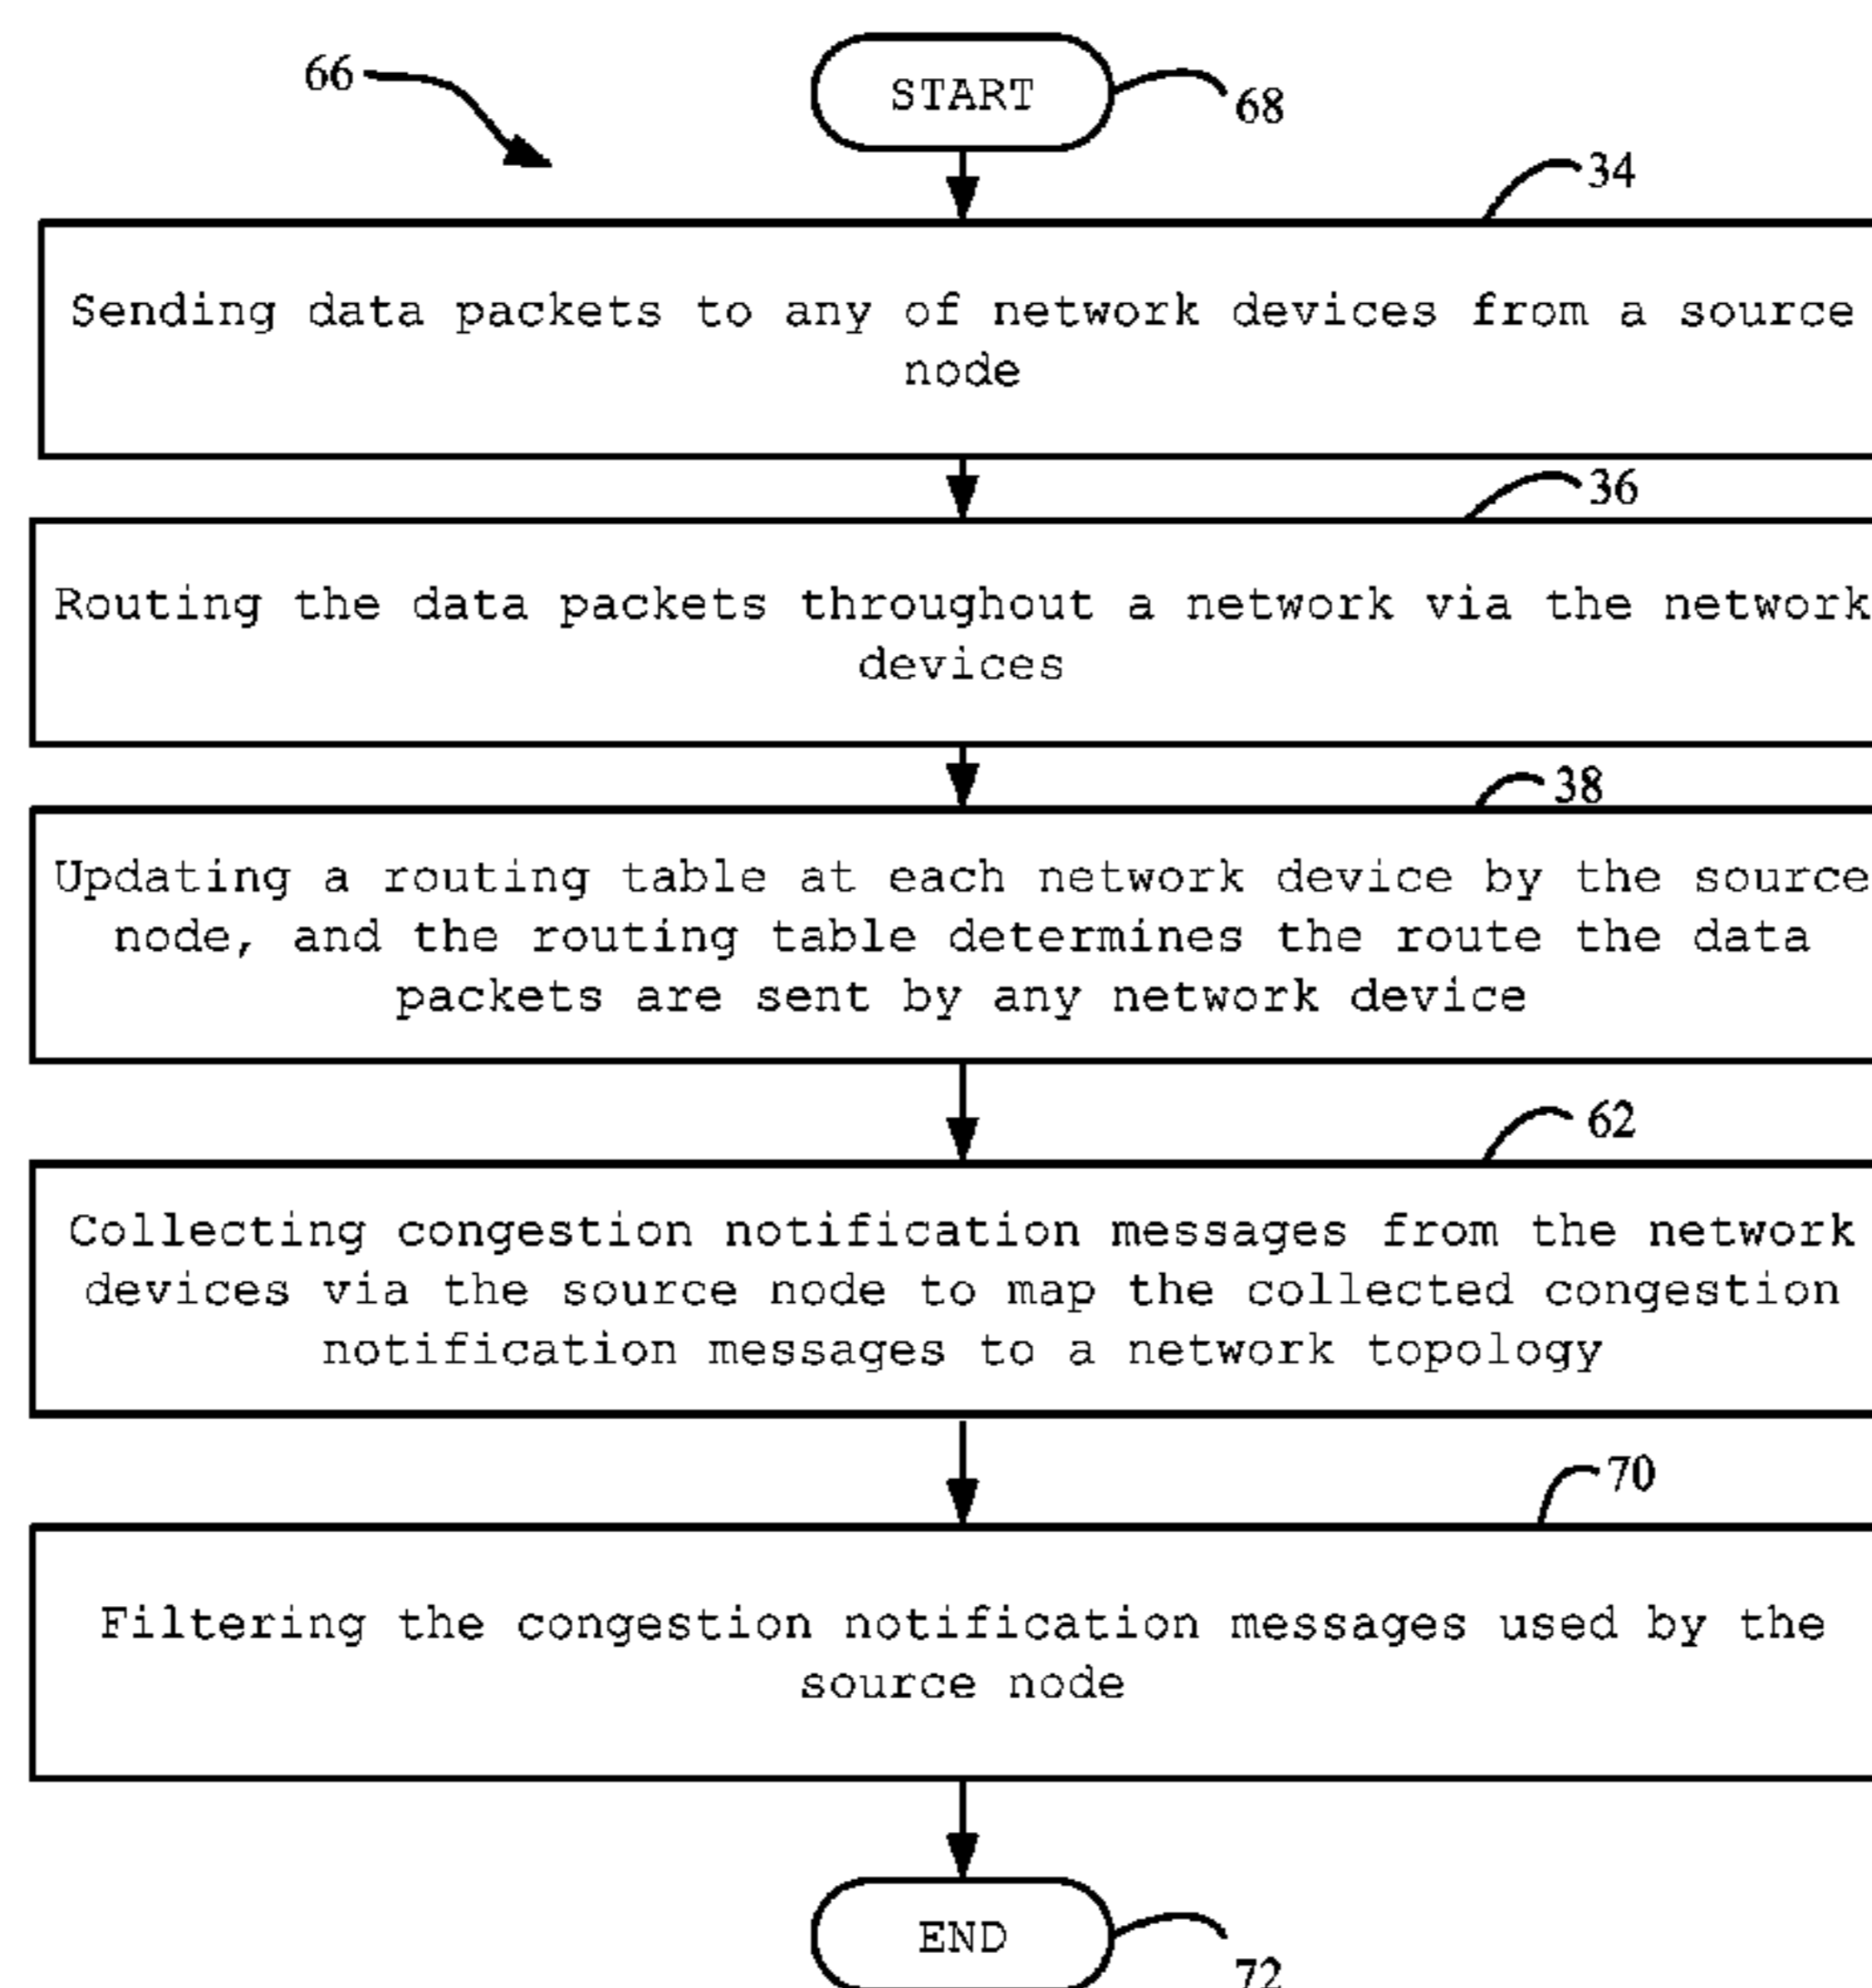 66
START
68
34
Sending data packets to any of network devices from a source
node
36
Routing the data packets throughout a network via the network
devices
38
Updating a routing table at each network device by the source
node, and the routing table determines the route the data
packets are sent by any network device
62
Collecting congestion notification messages from the network
devices via the source node to map the collected congestion
notification messages to a network topology
70
Filtering the congestion notification messages used by the
source node
END
72